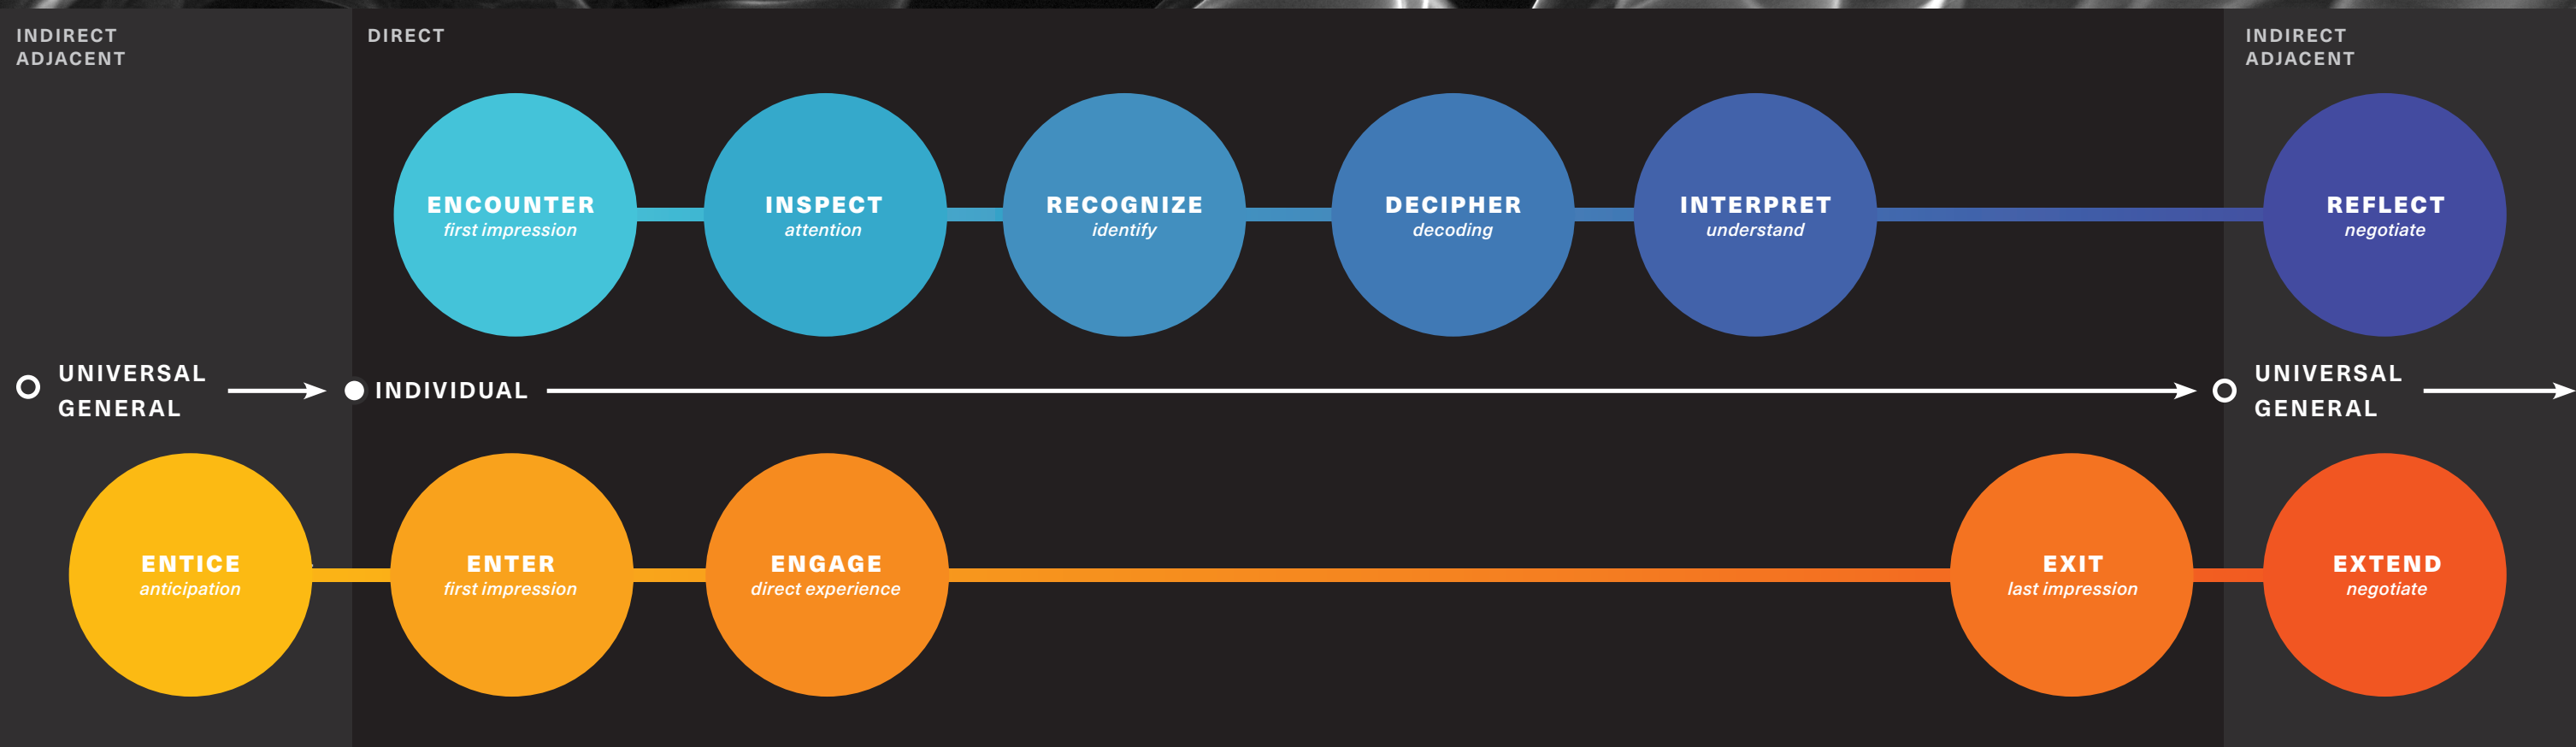 INDIRECT
ADJACENT
DIRECT
INDIRECT
ADJACENT
ENCOUNTER
first impression
INSPECT
attention
RECOGNIZE
identify
DECIPHER
decoding
INTERPRET
understand
REFLECT
negotiate
UNIVERSAL
GENERAL
INDIVIDUAL
UNIVERSAL
GENERAL
ENTICE
anticipation
ENTER
first impression
ENGAGE
direct experience
EXIT
last impression
EXTEND
negotiate